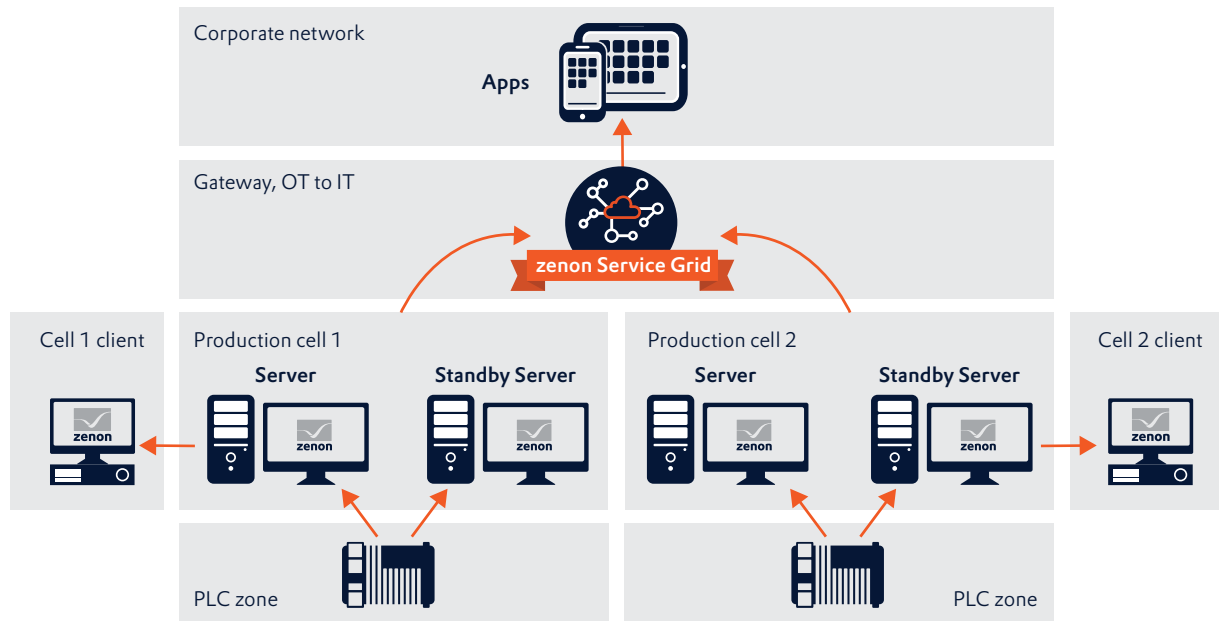 Corporate network
Apps
Gateway, OT to IT
zenon Service Grid
Cell 1 client
zenon
Production cell 1
Server
zenon
Standby Server
zenon
Production cell 2
Server
zenon
Standby Server
zenon
Cell 2 client
zenon
PLC zone
PLC zone